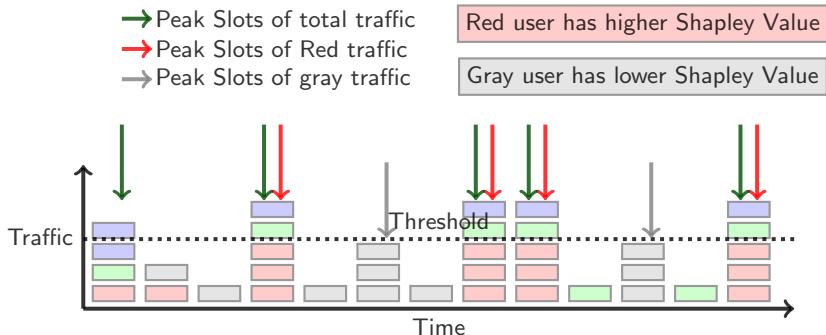 Peak Slots of total traffic
Peak Slots of Red traffic
Peak Slots of gray traffic
Red user has higher Shapley Value
Gray user has lower Shapley Value
Threshold
Traffic
Time